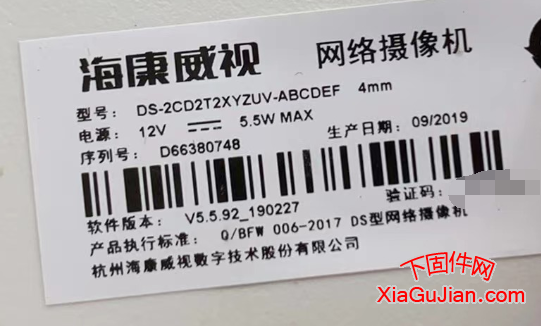 海康威视 网络摄像机
型号: DS-2CD2T2XYZUV-ABCDEF 4mm
电源: 12V 5.5W MAX
序列号: D66380748 生产日期: 09/2019
验证码:
软件版本: V5.5.92_190227
产品执行标准: Q/BFW 006-2017 DS型网络摄像机
杭州海康威视数字技术股份有限公司
下固件网
XiaGuJian.com